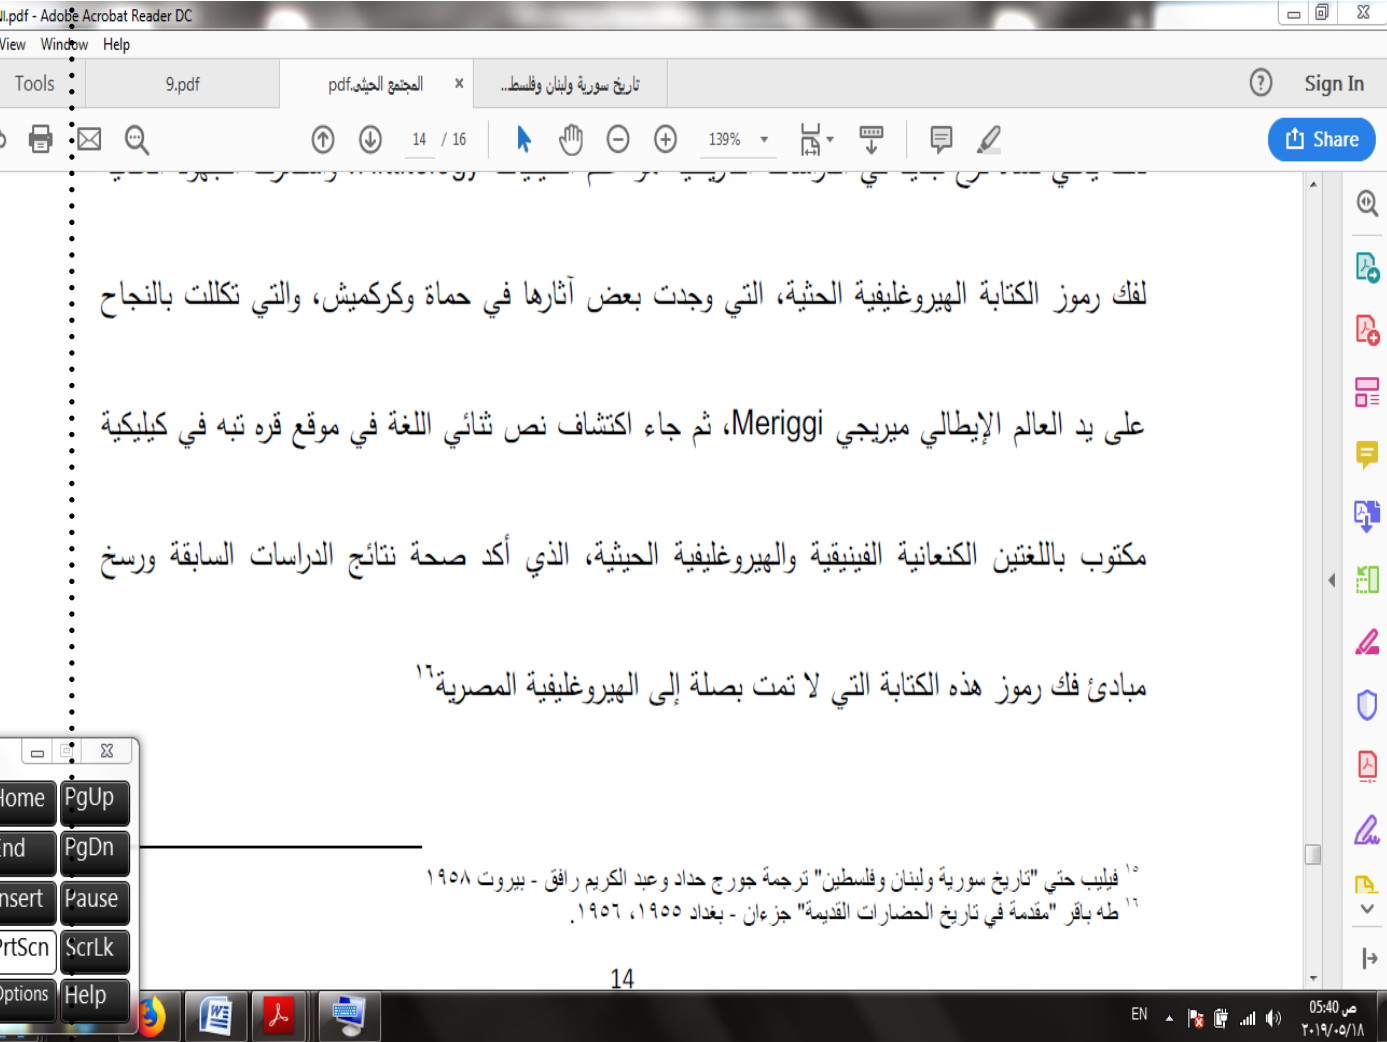 .pdf - Adobe Acrobat Reader DC
View Window Help
Tools 9.pdf المجتمع الحيثى.pdf x تاريخ سورية ولبنان وفلسط... Sign In
14 / 16 139% Share
لفك رموز الكتابة الهيروغليفية الحثية، التي وجدت بعض آثارها في حماة وكركميش، والتي تكللت بالنجاح
على يد العالم الإيطالي ميريجي Meriggi، ثم جاء اكتشاف نص ثنائي اللغة في موقع قره تبه في كيليكية
مكتوب باللغتين الكنعانية الفينيقية والهيروغليفية الحيثية، الذي أكد صحة نتائج الدراسات السابقة ورسخ
مبادئ فك رموز هذه الكتابة التي لا تمت بصلة إلى الهيروغليفية المصرية١٦
١٥ فيليب حتي "تاريخ سورية ولبنان وفلسطين" ترجمة جورج حداد وعبد الكريم رافق - بيروت ١٩٥٨
١٦ طه باقر "مقدمة في تاريخ الحضارات القديمة" جزءان - بغداد ١٩٥٥، ١٩٥٦.
14
Home PgUp
End PgDn
Insert Pause
PrtScn ScrLk
Options Help
EN 05:40 ص
٢٠١٩/٠٥/١٨